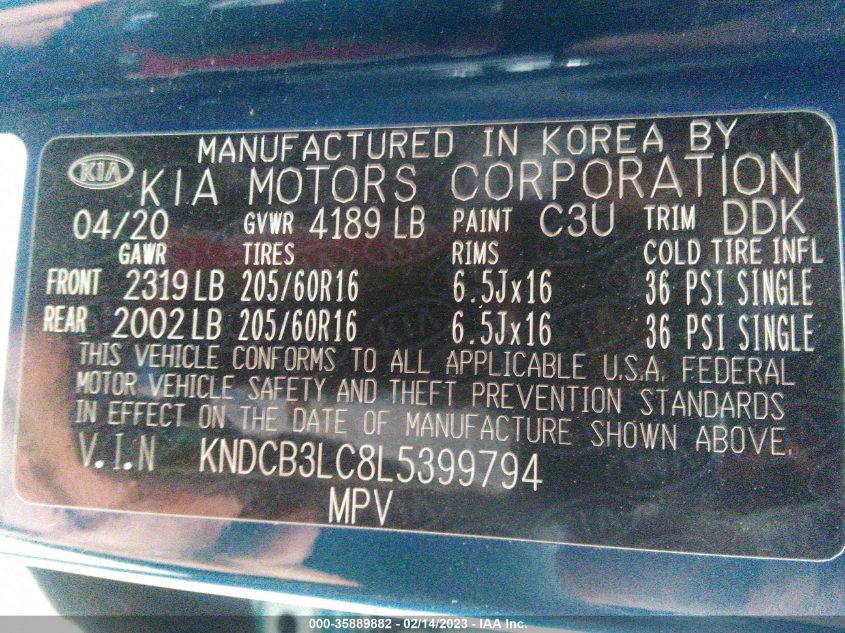 MANUFACTURED IN KOREA BY
KIA KIA MOTORS CORPORATION
04/20 GVWR 4189 LB PAINT C3U TRIM DDK
GAWR TIRES RIMS COLD TIRE INFL
FRONT 2319 LB 205/60R16 6.5Jx16 36 PSI SINGLE
REAR 2002 LB 205/60R16 6.5Jx16 36 PSI SINGLE
THIS VEHICLE CONFORMS TO ALL APPLICABLE U.S.A. FEDERAL
MOTOR VEHICLE SAFETY AND THEFT PREVENTION STANDARDS
IN EFFECT ON THE DATE OF MANUFACTURE SHOWN ABOVE.
V.I.N KNDCB3LC8L5399794
MPV
000-35889882 - 02/14/2023 - IAA Inc.